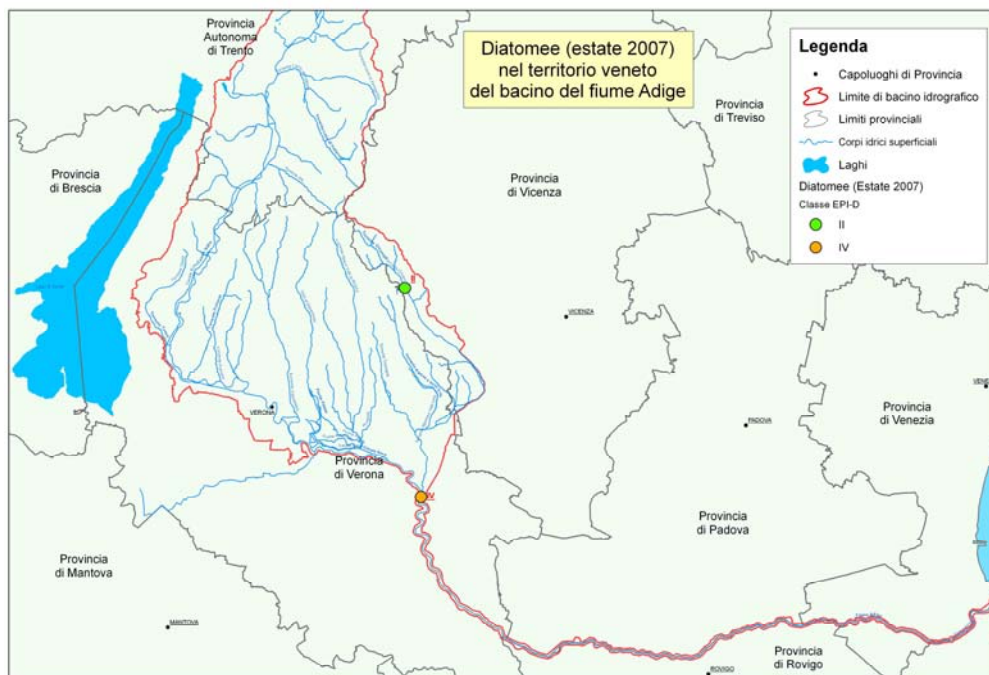 Provincia
Autonoma
di Trento
Diatomee (estate 2007)
nel territorio veneto
del bacino del fiume Adige
Legenda
Capoluoghi di Provincia
Limite di bacino idrografico
Limiti provinciali
Corpi idrici superficiali
Laghi
Diatomee (Estate 2007)
Classe EPI-D
II
IV
Provincia
di Treviso
Provincia
di Brescia
Provincia
di Vicenza
II
VICENZA
VERONA
PADOVA
Provincia
di Venezia
Provincia
di Verona
IV
Provincia
di Padova
Provincia
di Mantova
MANTOVA
Provincia
di Rovigo
ROVIGO